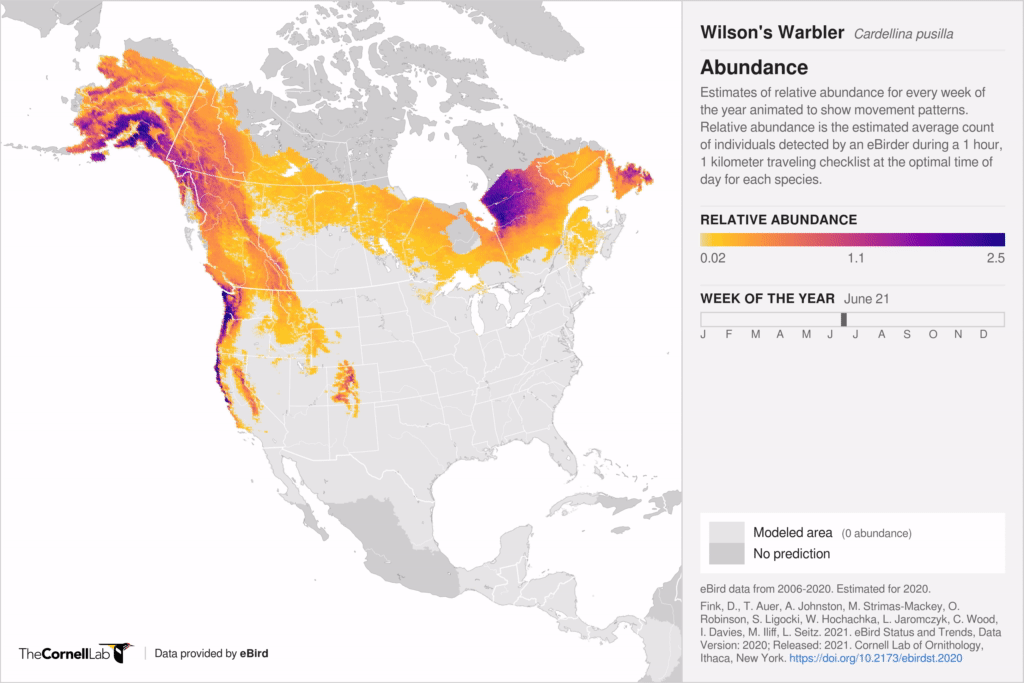 Wilson's Warbler Cardellina pusilla
Abundance
Estimates of relative abundance for every week of
the year animated to show movement patterns.
Relative abundance is the estimated average count
of individuals detected by an eBirder during a 1 hour,
1 kilometer traveling checklist at the optimal time of
day for each species.
RELATIVE ABUNDANCE
0.02 1.1 2.5
WEEK OF THE YEAR June 21
J F M A M J J A S O N D
Modeled area (0 abundance)
No prediction
eBird data from 2006-2020. Estimated for 2020.
Fink, D., T. Auer, A. Johnston, M. Strimas-Mackey, O.
Robinson, S. Ligocki, W. Hochachka, L. Jaromczyk, C. Wood,
I. Davies, M. Iliff, L. Seitz. 2021. eBird Status and Trends, Data
Version: 2020; Released: 2021. Cornell Lab of Ornithology,
Ithaca, New York. https://doi.org/10.2173/ebirdst.2020
TheCornellLab Data provided by eBird